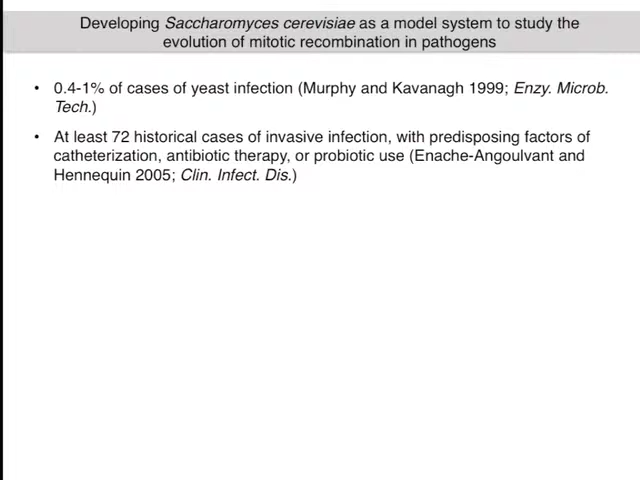 Developing Saccharomyces cerevisiae as a model system to study the
evolution of mitotic recombination in pathogens
• 0.4-1% of cases of yeast infection (Murphy and Kavanagh 1999; Enzy. Microb.
Tech.)
• At least 72 historical cases of invasive infection, with predisposing factors of
catheterization, antibiotic therapy, or probiotic use (Enache-Angoulvant and
Hennequin 2005; Clin. Infect. Dis.)